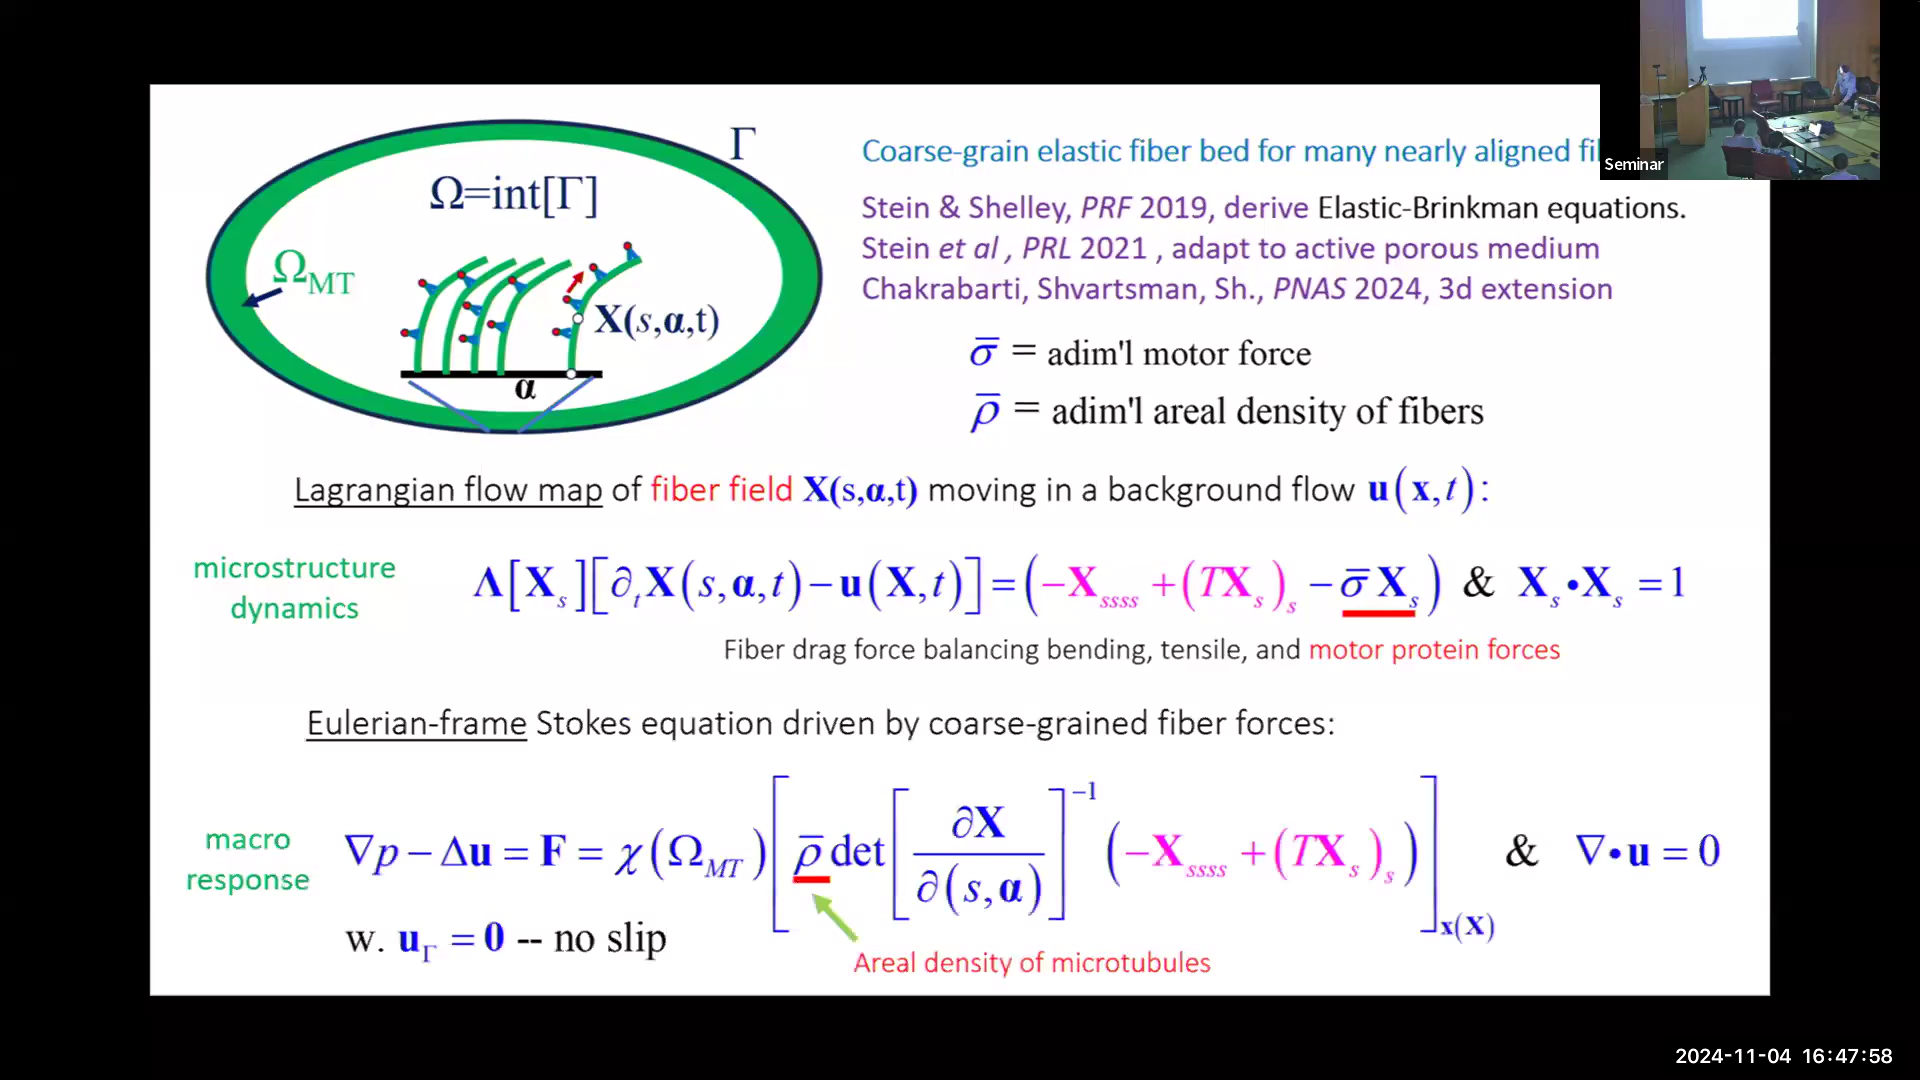 Γ
Ω=int[Γ]
Ω_MT
X(s,α,t)
α
Coarse-grain elastic fiber bed for many nearly aligned
Stein & Shelley, PRF 2019, derive Elastic-Brinkman equations.
Stein et al , PRL 2021 , adapt to active porous medium
Chakrabarti, Shvartsman, Sh., PNAS 2024, 3d extension
σ̅ = adim'l motor force
ρ̅ = adim'l areal density of fibers
Lagrangian flow map of fiber field X(s,α,t) moving in a background flow u(x,t):
microstructure
dynamics
Λ[X_s][∂_t X(s,α,t)−u(X,t)]=(−X_ssss+(TX_s)_s−σ̅X_s) & X_s•X_s=1
Fiber drag force balancing bending, tensile, and motor protein forces
Eulerian-frame Stokes equation driven by coarse-grained fiber forces:
macro
response
∇p−Δu=F=χ(Ω_MT)[ρ̅ det[∂X/∂(s,α)]^−1(−X_ssss+(TX_s)_s)]_x(X) & ∇•u=0
w. u_Γ=0 -- no slip
Areal density of microtubules
Seminar
2024-11-04 16:47:58